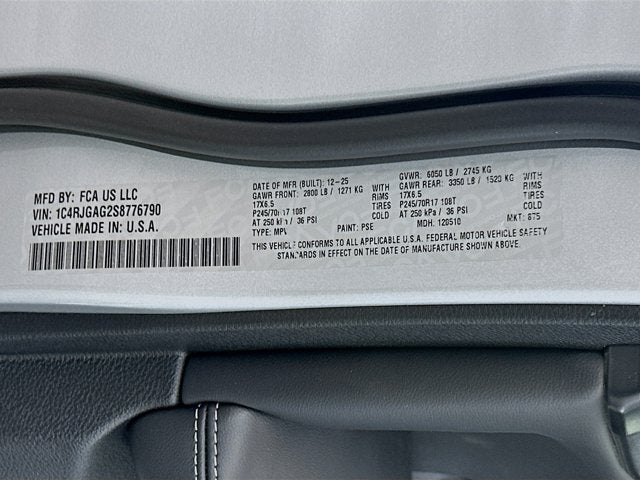 MFD BY: FCA US LLC
VIN: 1C4RJGAG2S8776790
VEHICLE MADE IN: U.S.A.
DATE OF MFR (BUILT): 12-25
GVWR: 6050 LB / 2745 KG
GAWR FRONT: 2800 LB / 1271 KG
GAWR REAR: 3350 LB / 1520 KG
WITH
17X6.5 RIMS
17X6.5 RIMS
P245/70R17 108T TIRES
P245/70R17 108T TIRES
AT 250 kPa / 36 PSI COLD
AT 250 kPa / 36 PSI COLD
TYPE: MPV PAINT: PSE MDH: 120510 MKT: 875
THIS VEHICLE CONFORMS TO ALL APPLICABLE U.S.A. FEDERAL MOTOR VEHICLE SAFETY
STANDARDS IN EFFECT ON THE DATE OF MANUFACTURE SHOWN ABOVE.